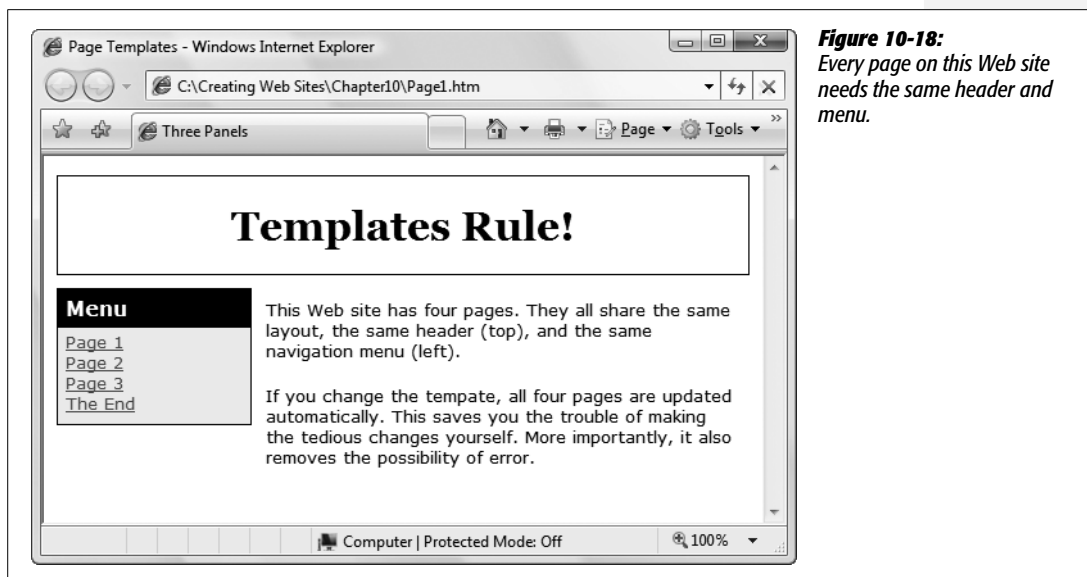 Page Templates - Windows Internet Explorer
C:\Creating Web Sites\Chapter10\Page1.htm
Three Panels
Page
Tools
»
Templates Rule!
Menu
Page 1
Page 2
Page 3
The End
This Web site has four pages. They all share the same
layout, the same header (top), and the same
navigation menu (left).
If you change the tempate, all four pages are updated
automatically. This saves you the trouble of making
the tedious changes yourself. More importantly, it also
removes the possibility of error.
Computer | Protected Mode: Off
100%
Figure 10-18:
Every page on this Web site
needs the same header and
menu.